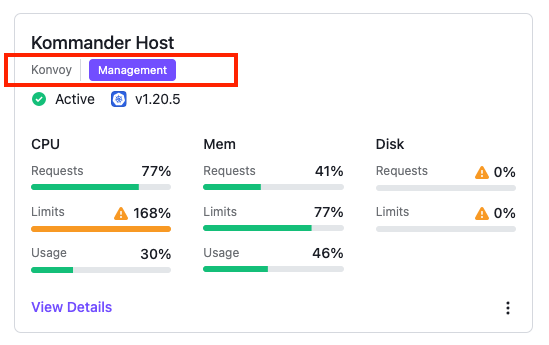 Kommander Host
Konvoy Management
Active v1.20.5
CPU Mem Disk
Requests 77% Requests 41% Requests 0%
Limits 168% Limits 77% Limits 0%
Usage 30% Usage 46%
View Details